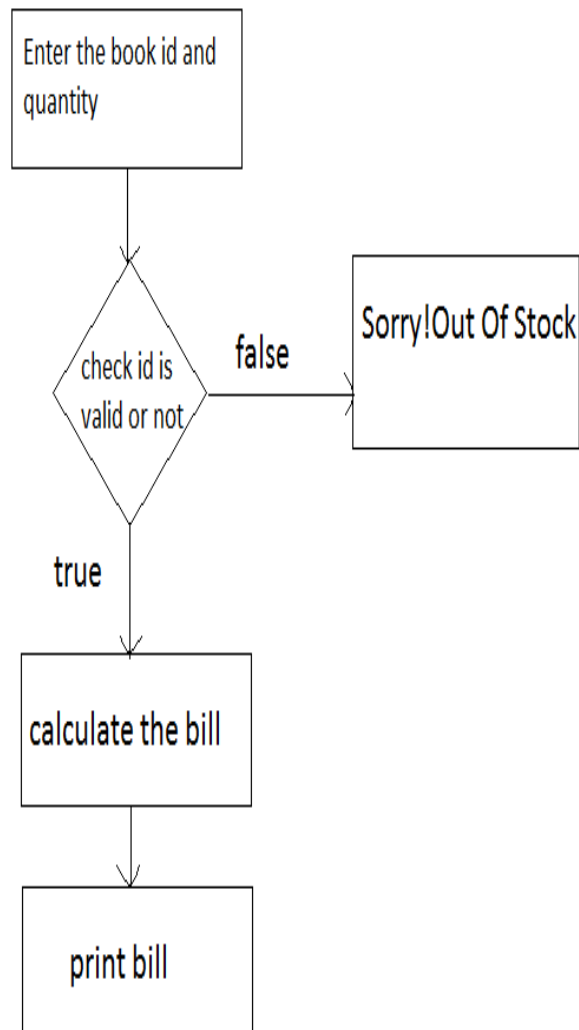 Enter the book id and
quantity
check id is
valid or not
false
Sorry!Out Of Stock
true
calculate the bill
print bill